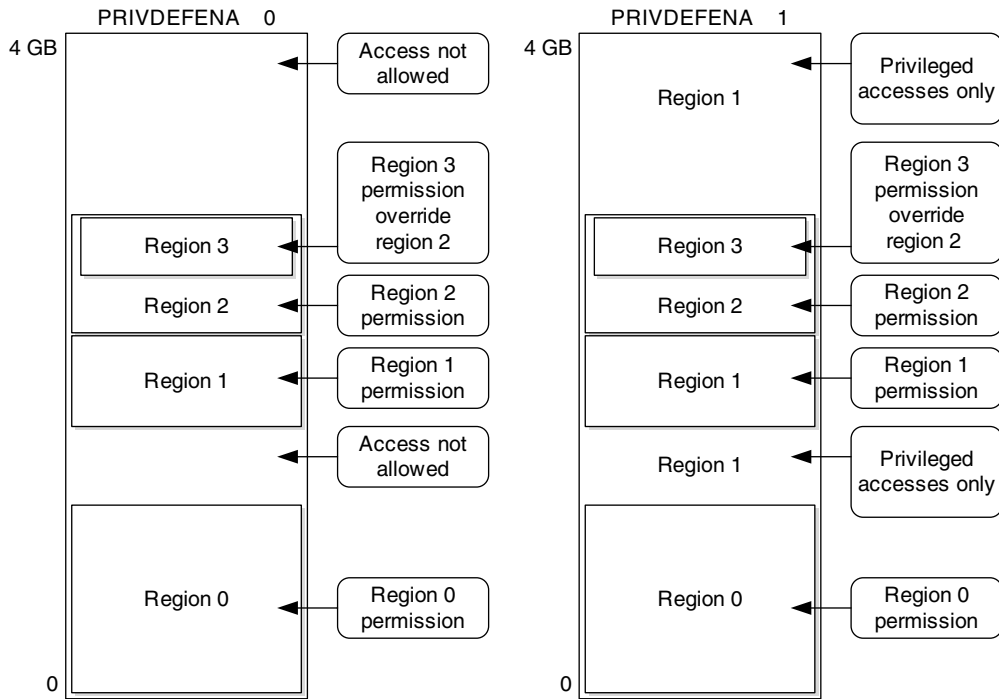 PRIVDEFENA 0
4 GB
Access not
allowed
Region 3
permission
override
region 2
Region 3
Region 2
Region 2
permission
Region 1
Region 1
permission
Access not
allowed
Region 0
Region 0
permission
0
PRIVDEFENA 1
4 GB
Region 1
Privileged
accesses only
Region 3
permission
override
region 2
Region 3
Region 2
Region 2
permission
Region 1
Region 1
permission
Region 1
Privileged
accesses only
Region 0
Region 0
permission
0